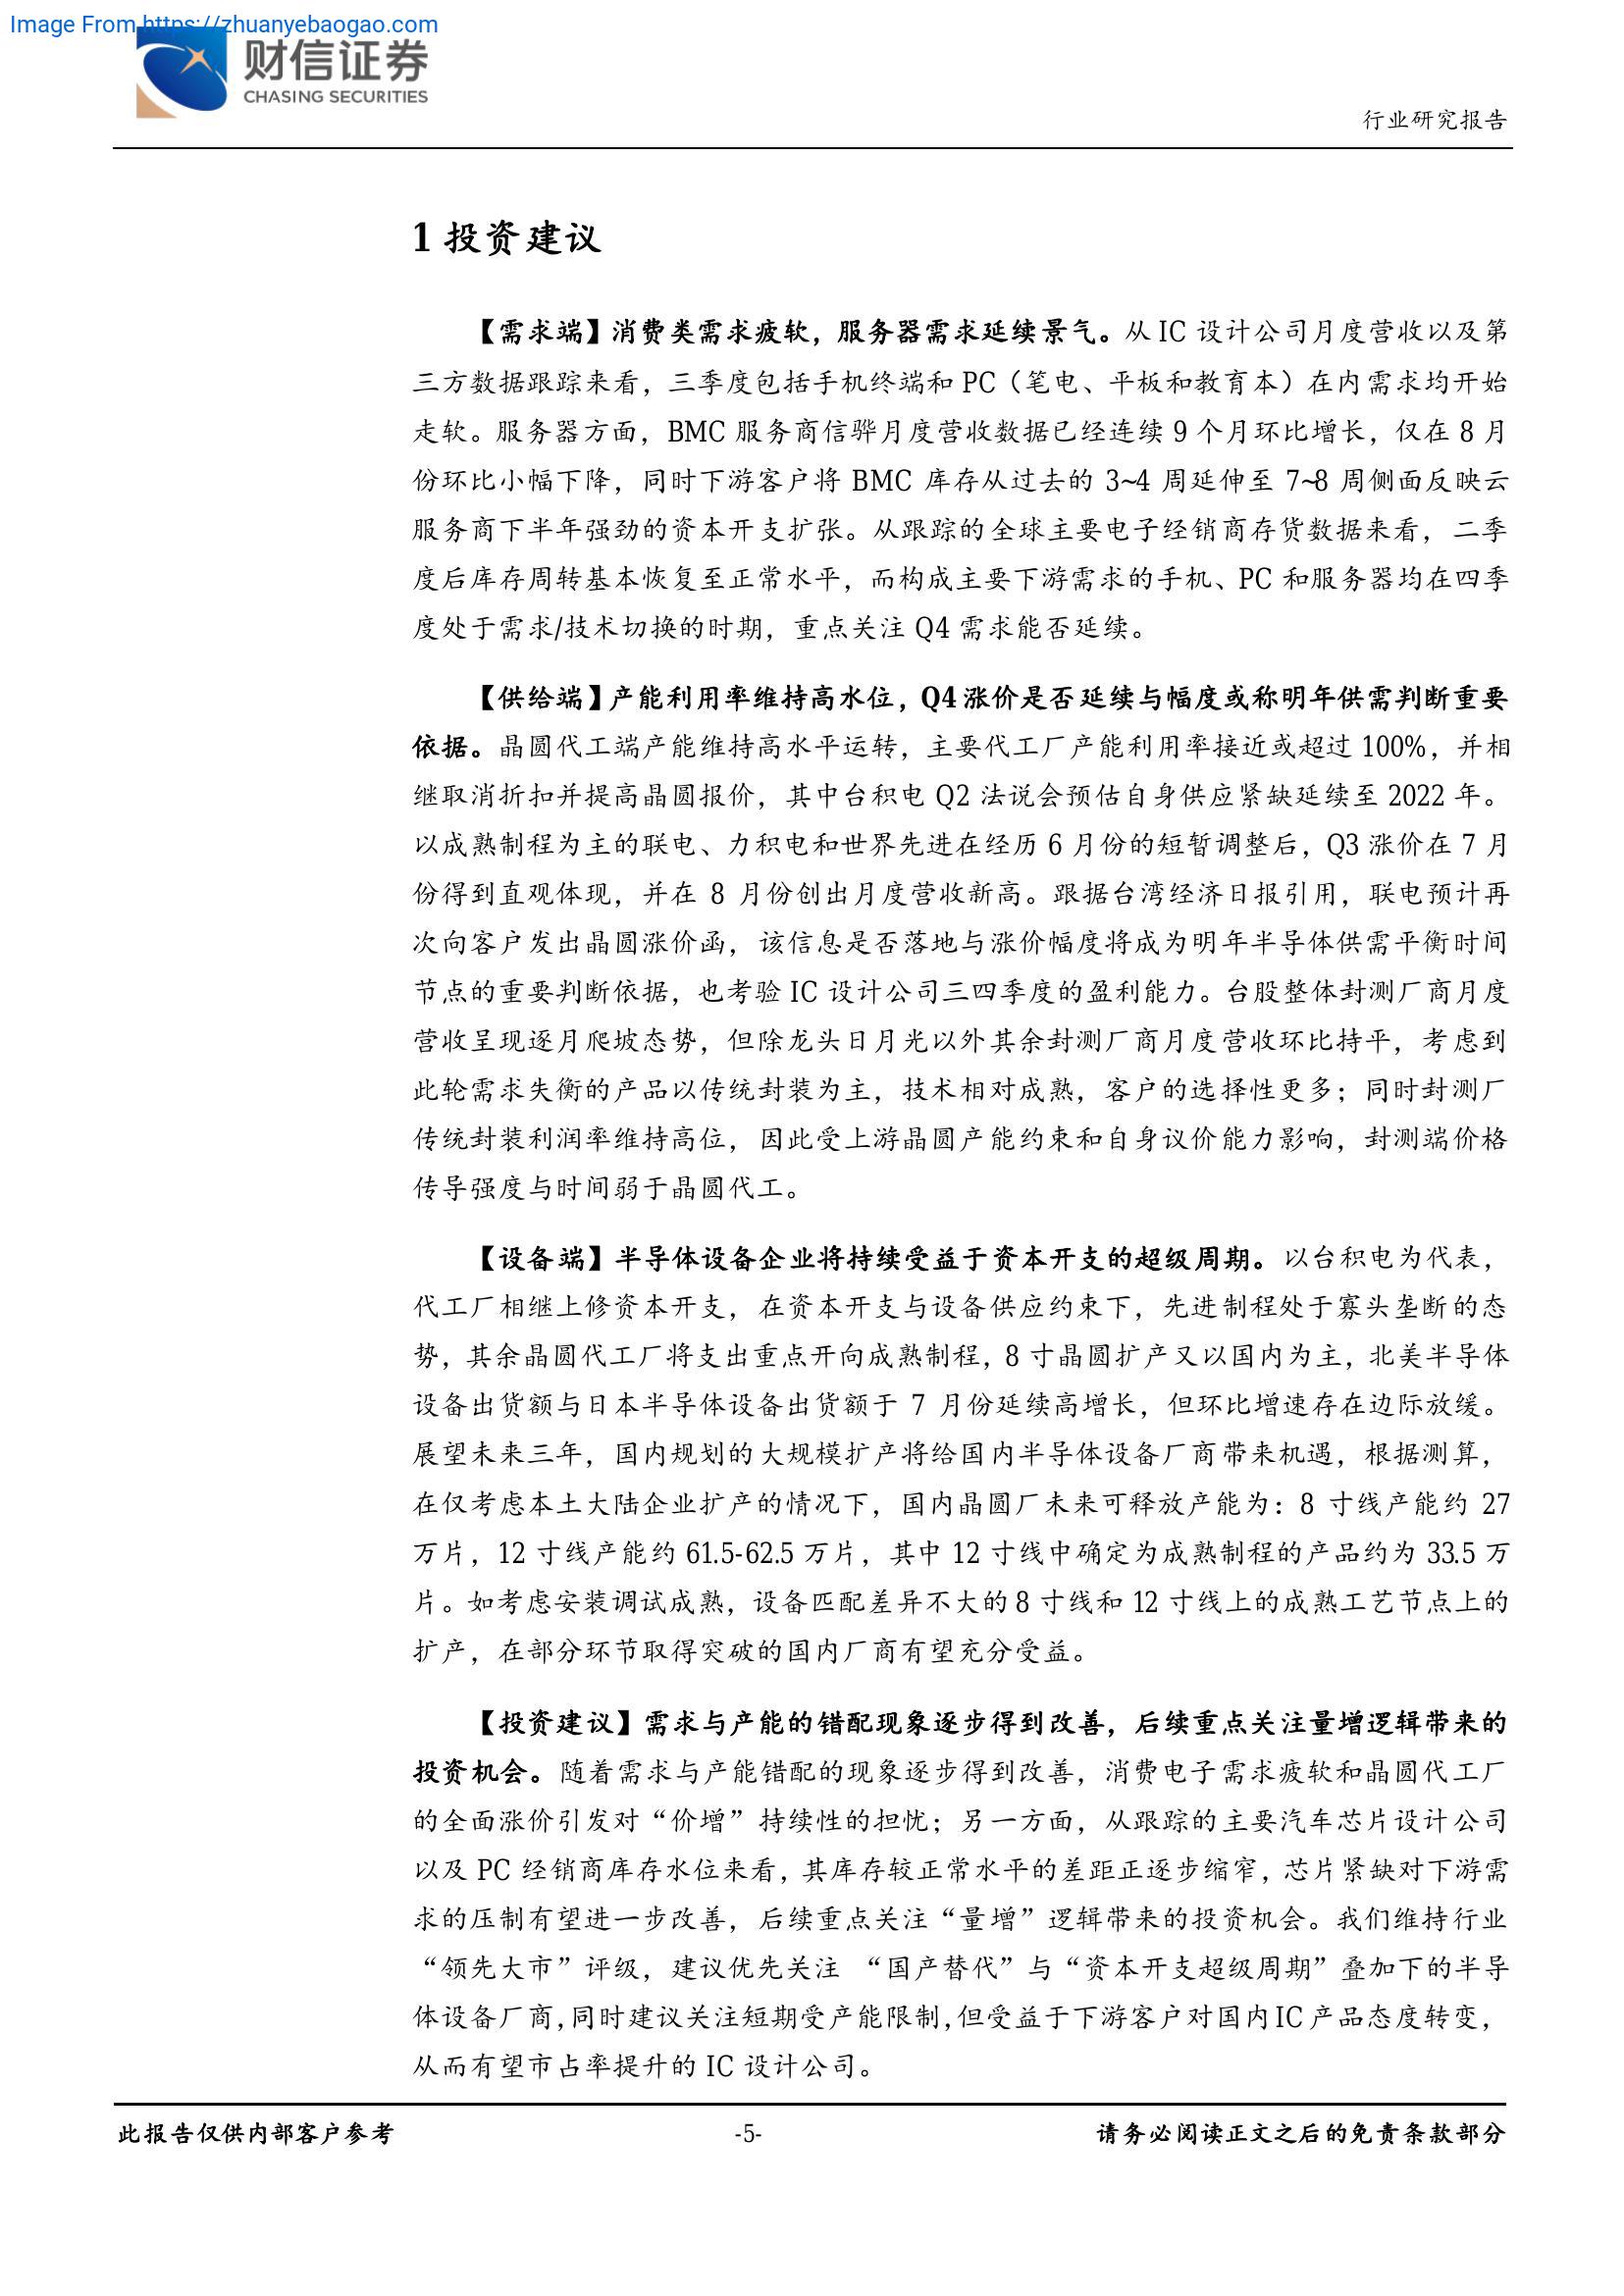 Image From https://zhuanyebaogao.com
财信证券
CHASING SECURITIES
行业研究报告
1 投资建议
【需求端】消费类需求疲软，服务器需求延续景气。从 IC 设计公司月度营收以及第
三方数据跟踪来看，三季度包括手机终端和 PC（笔电、平板和教育本）在内需求均开始
走软。服务器方面，BMC 服务商信骅月度营收数据已经连续 9 个月环比增长，仅在 8 月
份环比小幅下降，同时下游客户将 BMC 库存从过去的 3~4 周延伸至 7~8 周侧面反映云
服务商下半年强劲的资本开支扩张。从跟踪的全球主要电子经销商存货数据来看，二季
度后库存周转基本恢复至正常水平，而构成主要下游需求的手机、PC 和服务器均在四季
度处于需求/技术切换的时期，重点关注 Q4 需求能否延续。
【供给端】产能利用率维持高水位，Q4 涨价是否延续与幅度或称明年供需判断重要
依据。晶圆代工端产能维持高水平运转，主要代工厂产能利用率接近或超过 100%，并相
继取消折扣并提高晶圆报价，其中台积电 Q2 法说会预估自身供应紧缺延续至 2022 年。
以成熟制程为主的联电、力积电和世界先进在经历 6 月份的短暂调整后，Q3 涨价在 7 月
份得到直观体现，并在 8 月份创出月度营收新高。跟据台湾经济日报引用，联电预计再
次向客户发出晶圆涨价函，该信息是否落地与涨价幅度将成为明年半导体供需平衡时间
节点的重要判断依据，也考验 IC 设计公司三四季度的盈利能力。台股整体封测厂商月度
营收呈现逐月爬坡态势，但除龙头日月光以外其余封测厂商月度营收环比持平，考虑到
此轮需求失衡的产品以传统封装为主，技术相对成熟，客户的选择性更多；同时封测厂
传统封装利润率维持高位，因此受上游晶圆产能约束和自身议价能力影响，封测端价格
传导强度与时间弱于晶圆代工。
【设备端】半导体设备企业将持续受益于资本开支的超级周期。以台积电为代表，
代工厂相继上修资本开支，在资本开支与设备供应约束下，先进制程处于寡头垄断的态
势，其余晶圆代工厂将支出重点开向成熟制程，8 寸晶圆扩产又以国内为主，北美半导体
设备出货额与日本半导体设备出货额于 7 月份延续高增长，但环比增速存在边际放缓。
展望未来三年，国内规划的大规模扩产将给国内半导体设备厂商带来机遇，根据测算，
在仅考虑本土大陆企业扩产的情况下，国内晶圆厂未来可释放产能为：8 寸线产能约 27
万片，12 寸线产能约 61.5-62.5 万片，其中 12 寸线中确定为成熟制程的产品约为 33.5 万
片。如考虑安装调试成熟，设备匹配差异不大的 8 寸线和 12 寸线上的成熟工艺节点上的
扩产，在部分环节取得突破的国内厂商有望充分受益。
【投资建议】需求与产能的错配现象逐步得到改善，后续重点关注量增逻辑带来的
投资机会。随着需求与产能错配的现象逐步得到改善，消费电子需求疲软和晶圆代工厂
的全面涨价引发对“价增”持续性的担忧；另一方面，从跟踪的主要汽车芯片设计公司
以及 PC 经销商库存水位来看，其库存较正常水平的差距正逐步缩窄，芯片紧缺对下游需
求的压制有望进一步改善，后续重点关注“量增”逻辑带来的投资机会。我们维持行业
“领先大市”评级，建议优先关注 “国产替代”与“资本开支超级周期”叠加下的半导
体设备厂商，同时建议关注短期受产能限制，但受益于下游客户对国内 IC 产品态度转变，
从而有望市占率提升的 IC 设计公司。
此报告仅供内部客户参考
-5-
请务必阅读正文之后的免责条款部分